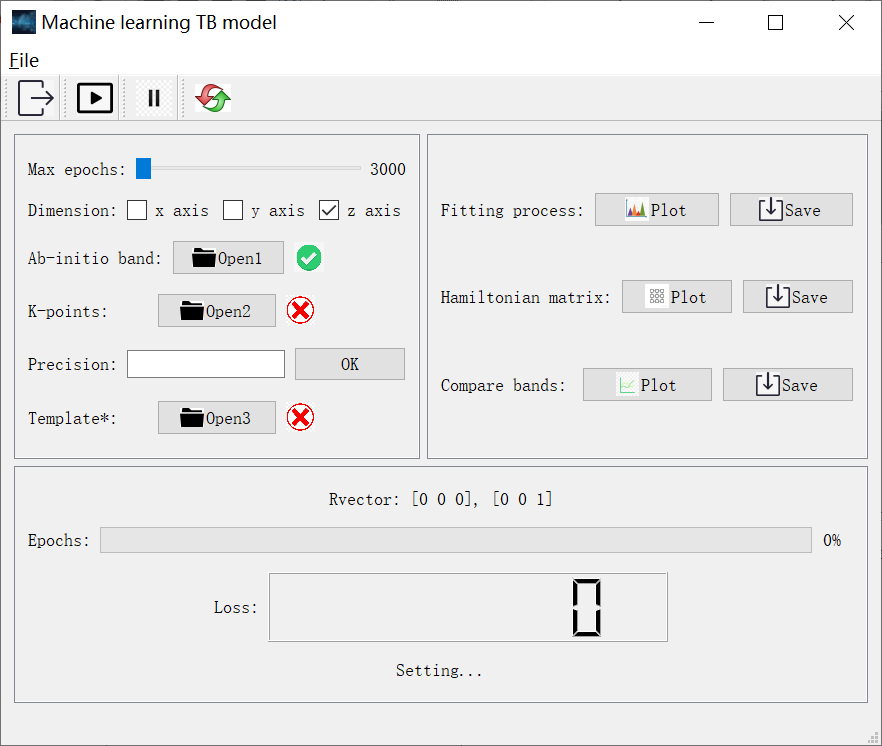 Machine learning TB model
File
Max epochs: 3000
Dimension: x axis y axis z axis
Ab-initio band: Open1
K-points: Open2
Precision: OK
Template*: Open3
Fitting process: Plot Save
Hamiltonian matrix: Plot Save
Compare bands: Plot Save
Rvector: [0 0 0], [0 0 1]
Epochs: 0%
Loss: 0
Setting...